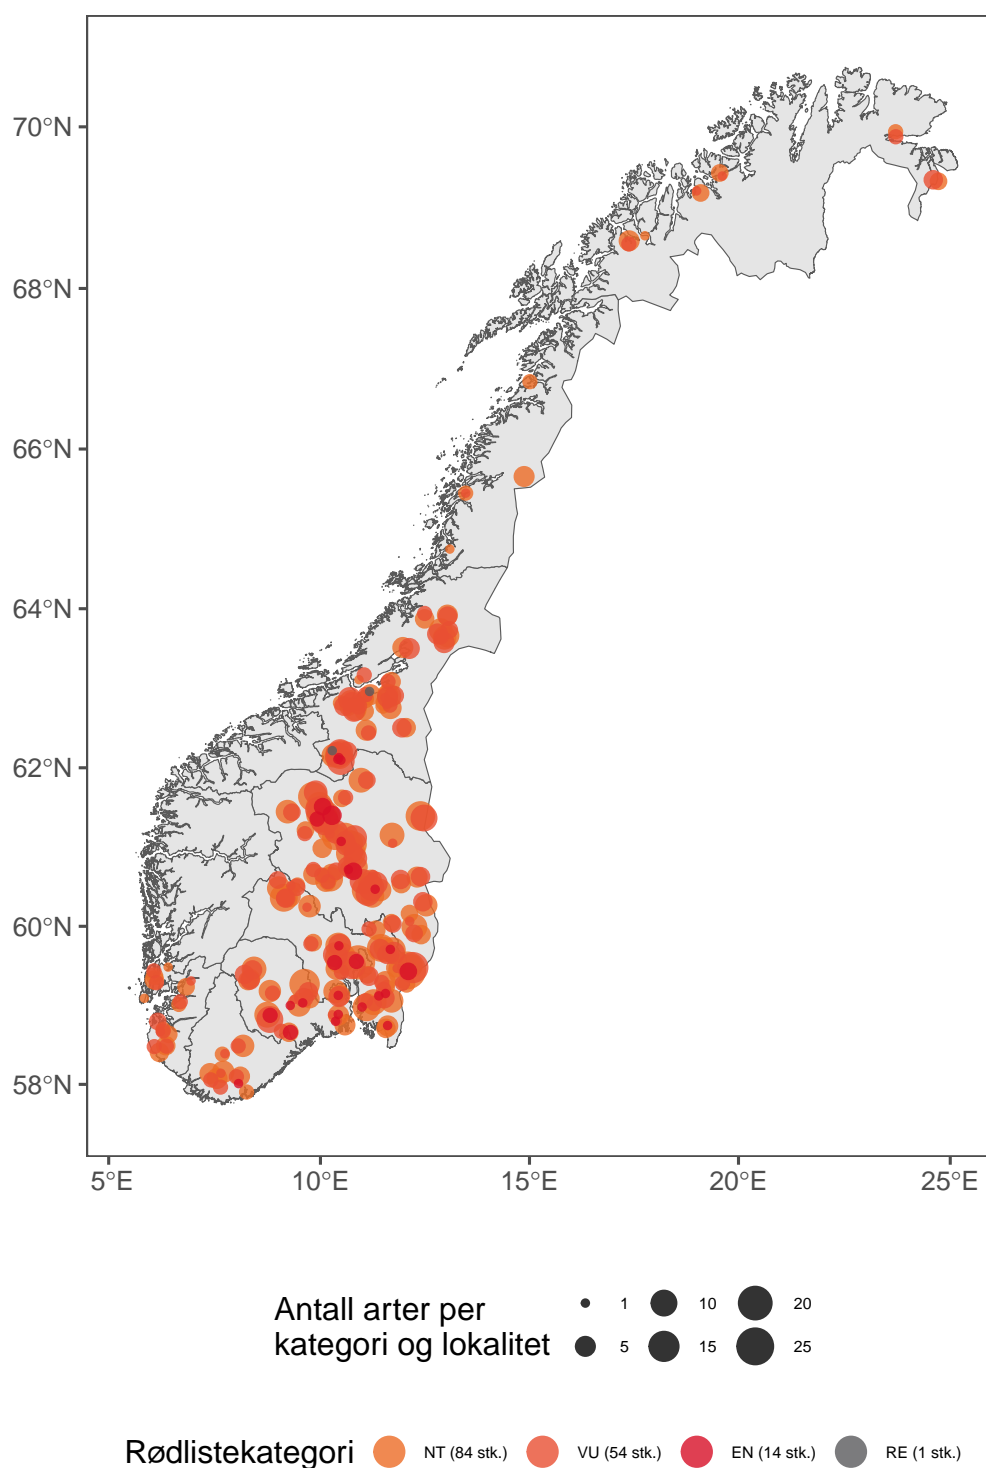 70°N
68°N
66°N
64°N
62°N
60°N
58°N
5°E 10°E 15°E 20°E 25°E
Antall arter per
kategori og lokalitet
1 10 20
5 15 25
Rødlistekategori NT (84 stk.) VU (54 stk.) EN (14 stk.) RE (1 stk.)